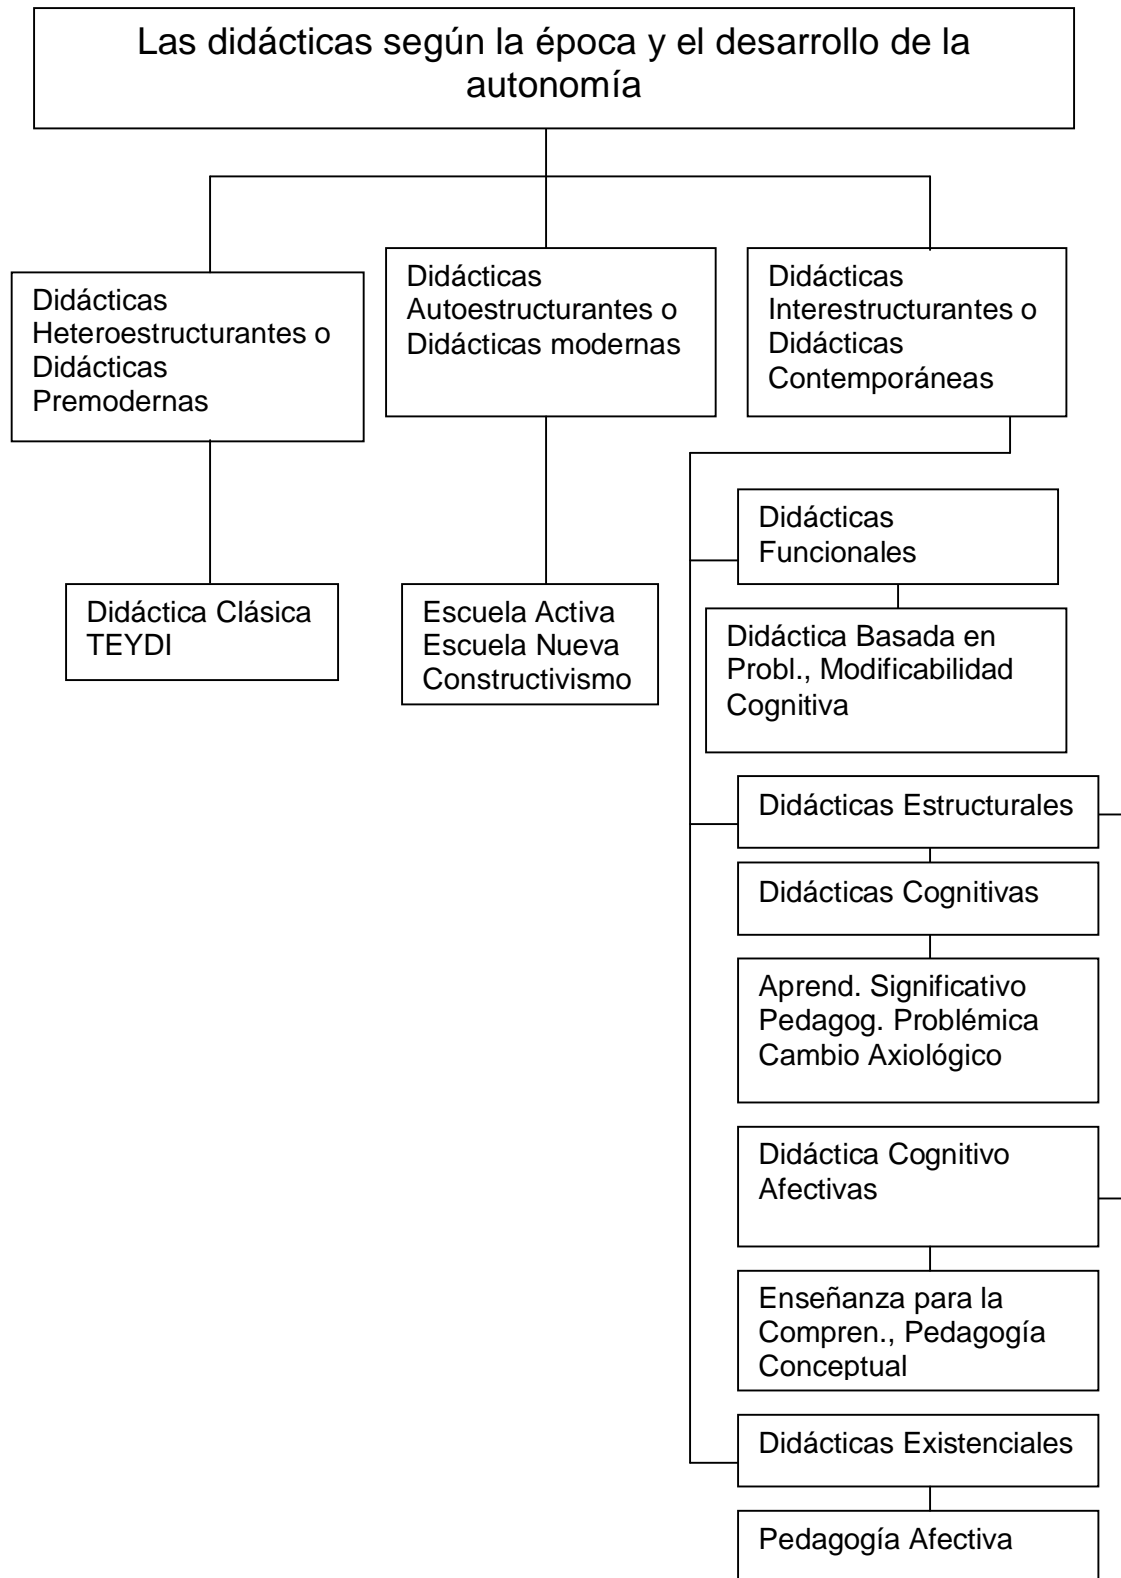 Las didácticas según la época y el desarrollo de la
autonomía
Didácticas
Heteroestructurantes o
Didácticas
Premodernas
Didácticas
Autoestructurantes o
Didácticas modernas
Didácticas
Interestructurantes o
Didácticas
Contemporáneas
Didáctica Clásica
TEYDI
Escuela Activa
Escuela Nueva
Constructivismo
Didácticas
Funcionales
Didáctica Basada en
Probl., Modificabilidad
Cognitiva
Didácticas Estructurales
Didácticas Cognitivas
Aprend. Significativo
Pedagog. Problémica
Cambio Axiológico
Didáctica Cognitivo
Afectivas
Enseñanza para la
Compren., Pedagogía
Conceptual
Didácticas Existenciales
Pedagogía Afectiva